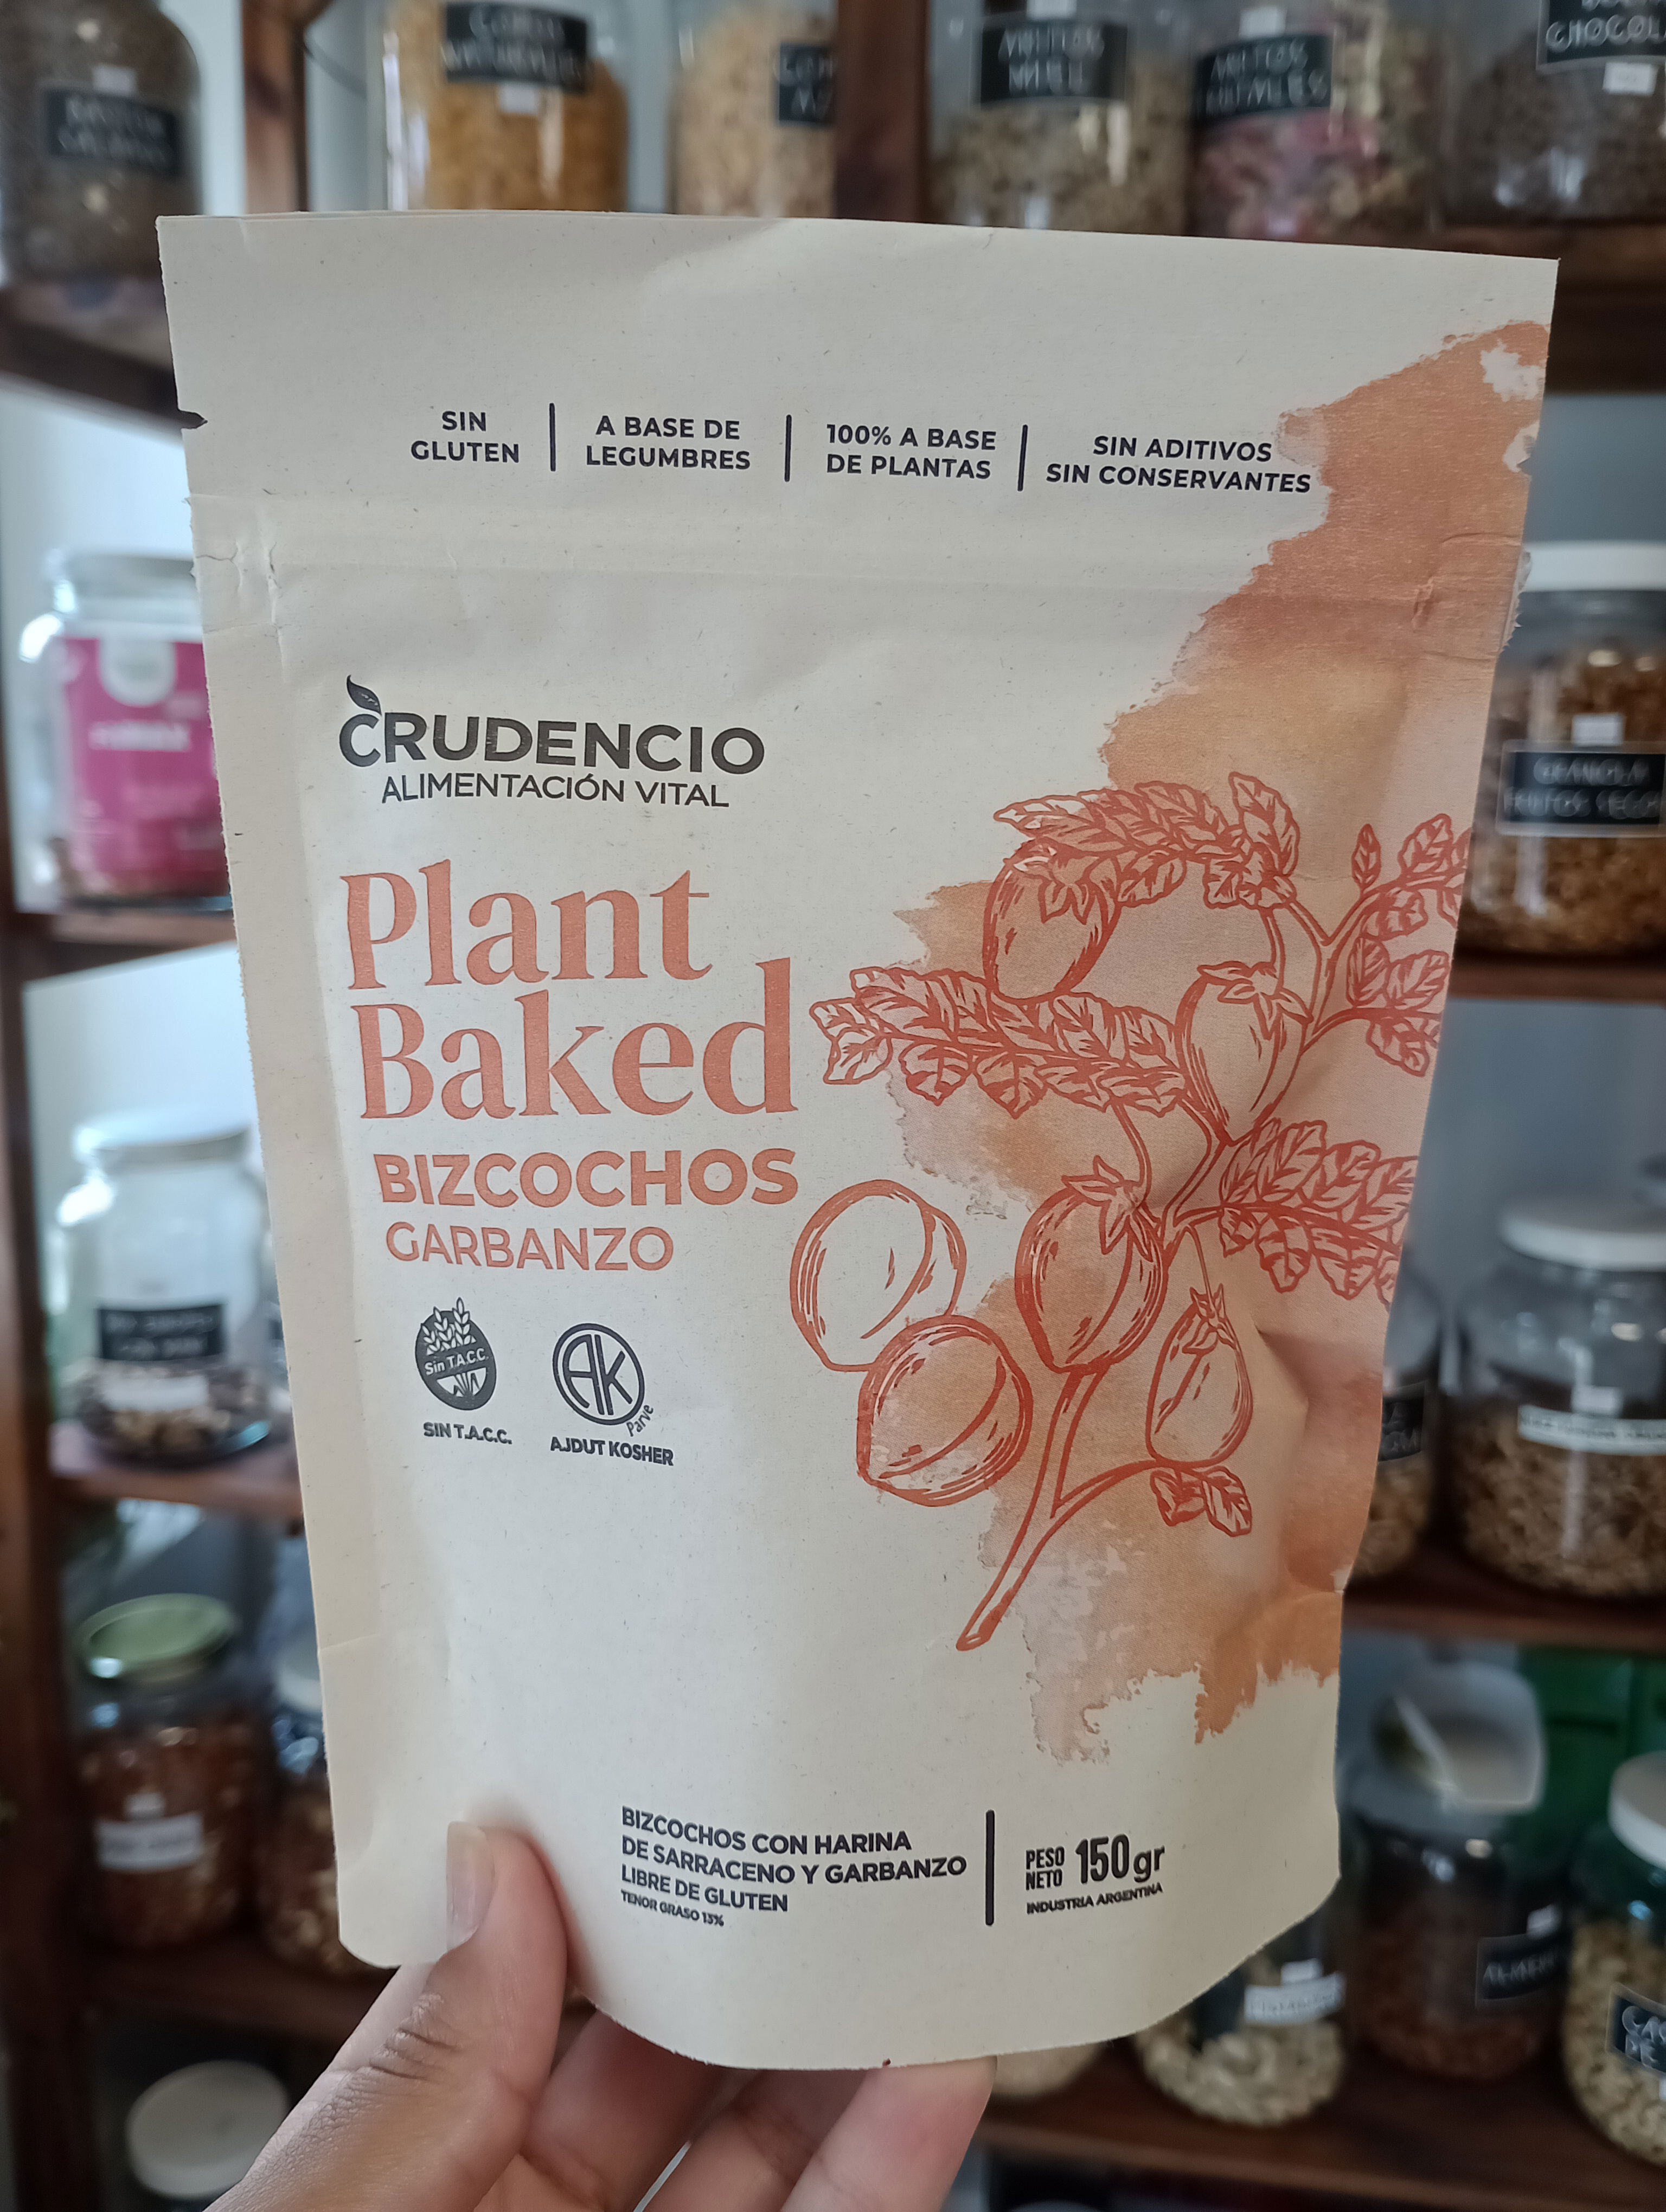 CHOCOL
SIN
GLUTEN
A BASE DE
LEGUMBRES
100% A BASE
DE PLANTAS
SIN ADITIVOS
SIN CONSERVANTES
CRUDENCIO
ALIMENTACIÓN VITAL
Plant
Baked
BIZCOCHOS
GARBANZO
Sin T.A.C.C.
SIN T.A.C.C.
AK
Parve
AJDUT KOSHER
BIZCOCHOS CON HARINA
DE SARRACENO Y GARBANZO
LIBRE DE GLUTEN
TENOR GRASO 13%
PESO
NETO
150gr
INDUSTRIA ARGENTINA
GRANOLA